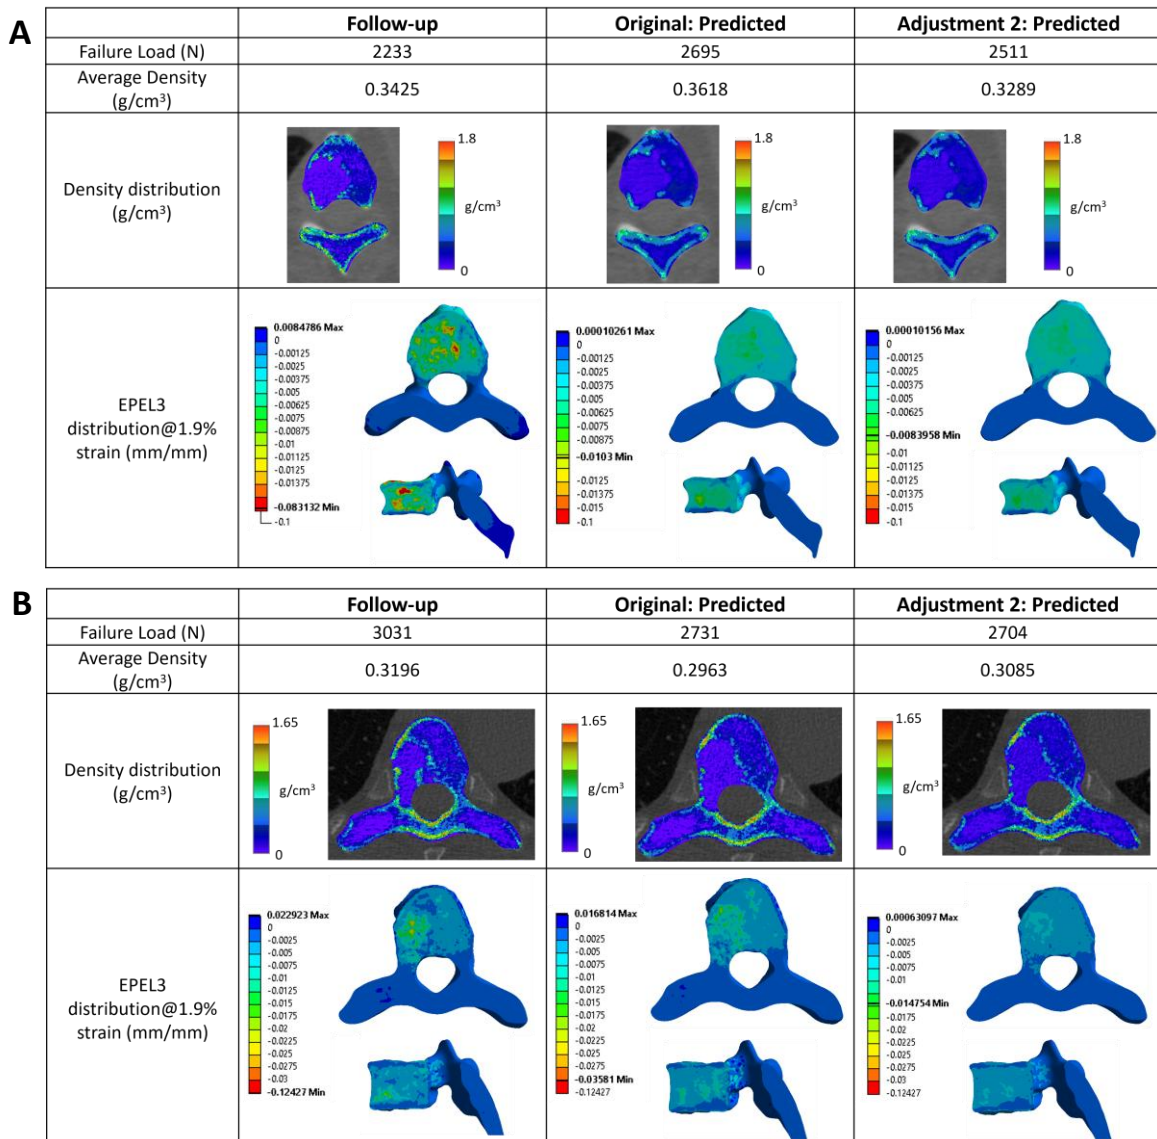 A
Follow-up
Original: Predicted
Adjustment 2: Predicted
Failure Load (N)
2233
2695
2511
Average Density
(g/cm³)
0.3425
0.3618
0.3289
Density distribution
(g/cm³)
1.8
g/cm³
0
1.8
g/cm³
0
1.8
g/cm³
0
EPEL3
distribution@1.9%
strain (mm/mm)
0.0084786 Max
0
-0.00125
-0.0025
-0.00375
-0.005
-0.00625
-0.0075
-0.00875
-0.01
-0.01125
-0.0125
-0.01375
-0.083132 Min
-0.1
0.00010261 Max
0
-0.00125
-0.0025
-0.00375
-0.005
-0.00625
-0.0075
-0.00875
-0.0103 Min
-0.0125
-0.01375
-0.015
-0.1
0.00010156 Max
0
-0.00125
-0.0025
-0.00375
-0.005
-0.00625
-0.0075
-0.0083958 Min
-0.01
-0.01125
-0.0125
-0.01375
-0.015
-0.1
B
Follow-up
Original: Predicted
Adjustment 2: Predicted
Failure Load (N)
3031
2731
2704
Average Density
(g/cm³)
0.3196
0.2963
0.3085
Density distribution
(g/cm³)
1.65
g/cm³
0
1.65
g/cm³
0
1.65
g/cm³
0
EPEL3
distribution@1.9%
strain (mm/mm)
0.022923 Max
0
-0.0025
-0.005
-0.0075
-0.01
-0.0125
-0.015
-0.0175
-0.02
-0.0225
-0.025
-0.0275
-0.03
-0.12427 Min
0.016814 Max
0
-0.0025
-0.005
-0.0075
-0.01
-0.0125
-0.015
-0.0175
-0.02
-0.0225
-0.025
-0.0275
-0.03581 Min
-0.12427
0.00063097 Max
0
-0.0025
-0.005
-0.0075
-0.01
-0.014754 Min
-0.0175
-0.02
-0.0225
-0.025
-0.0275
-0.03
-0.12427